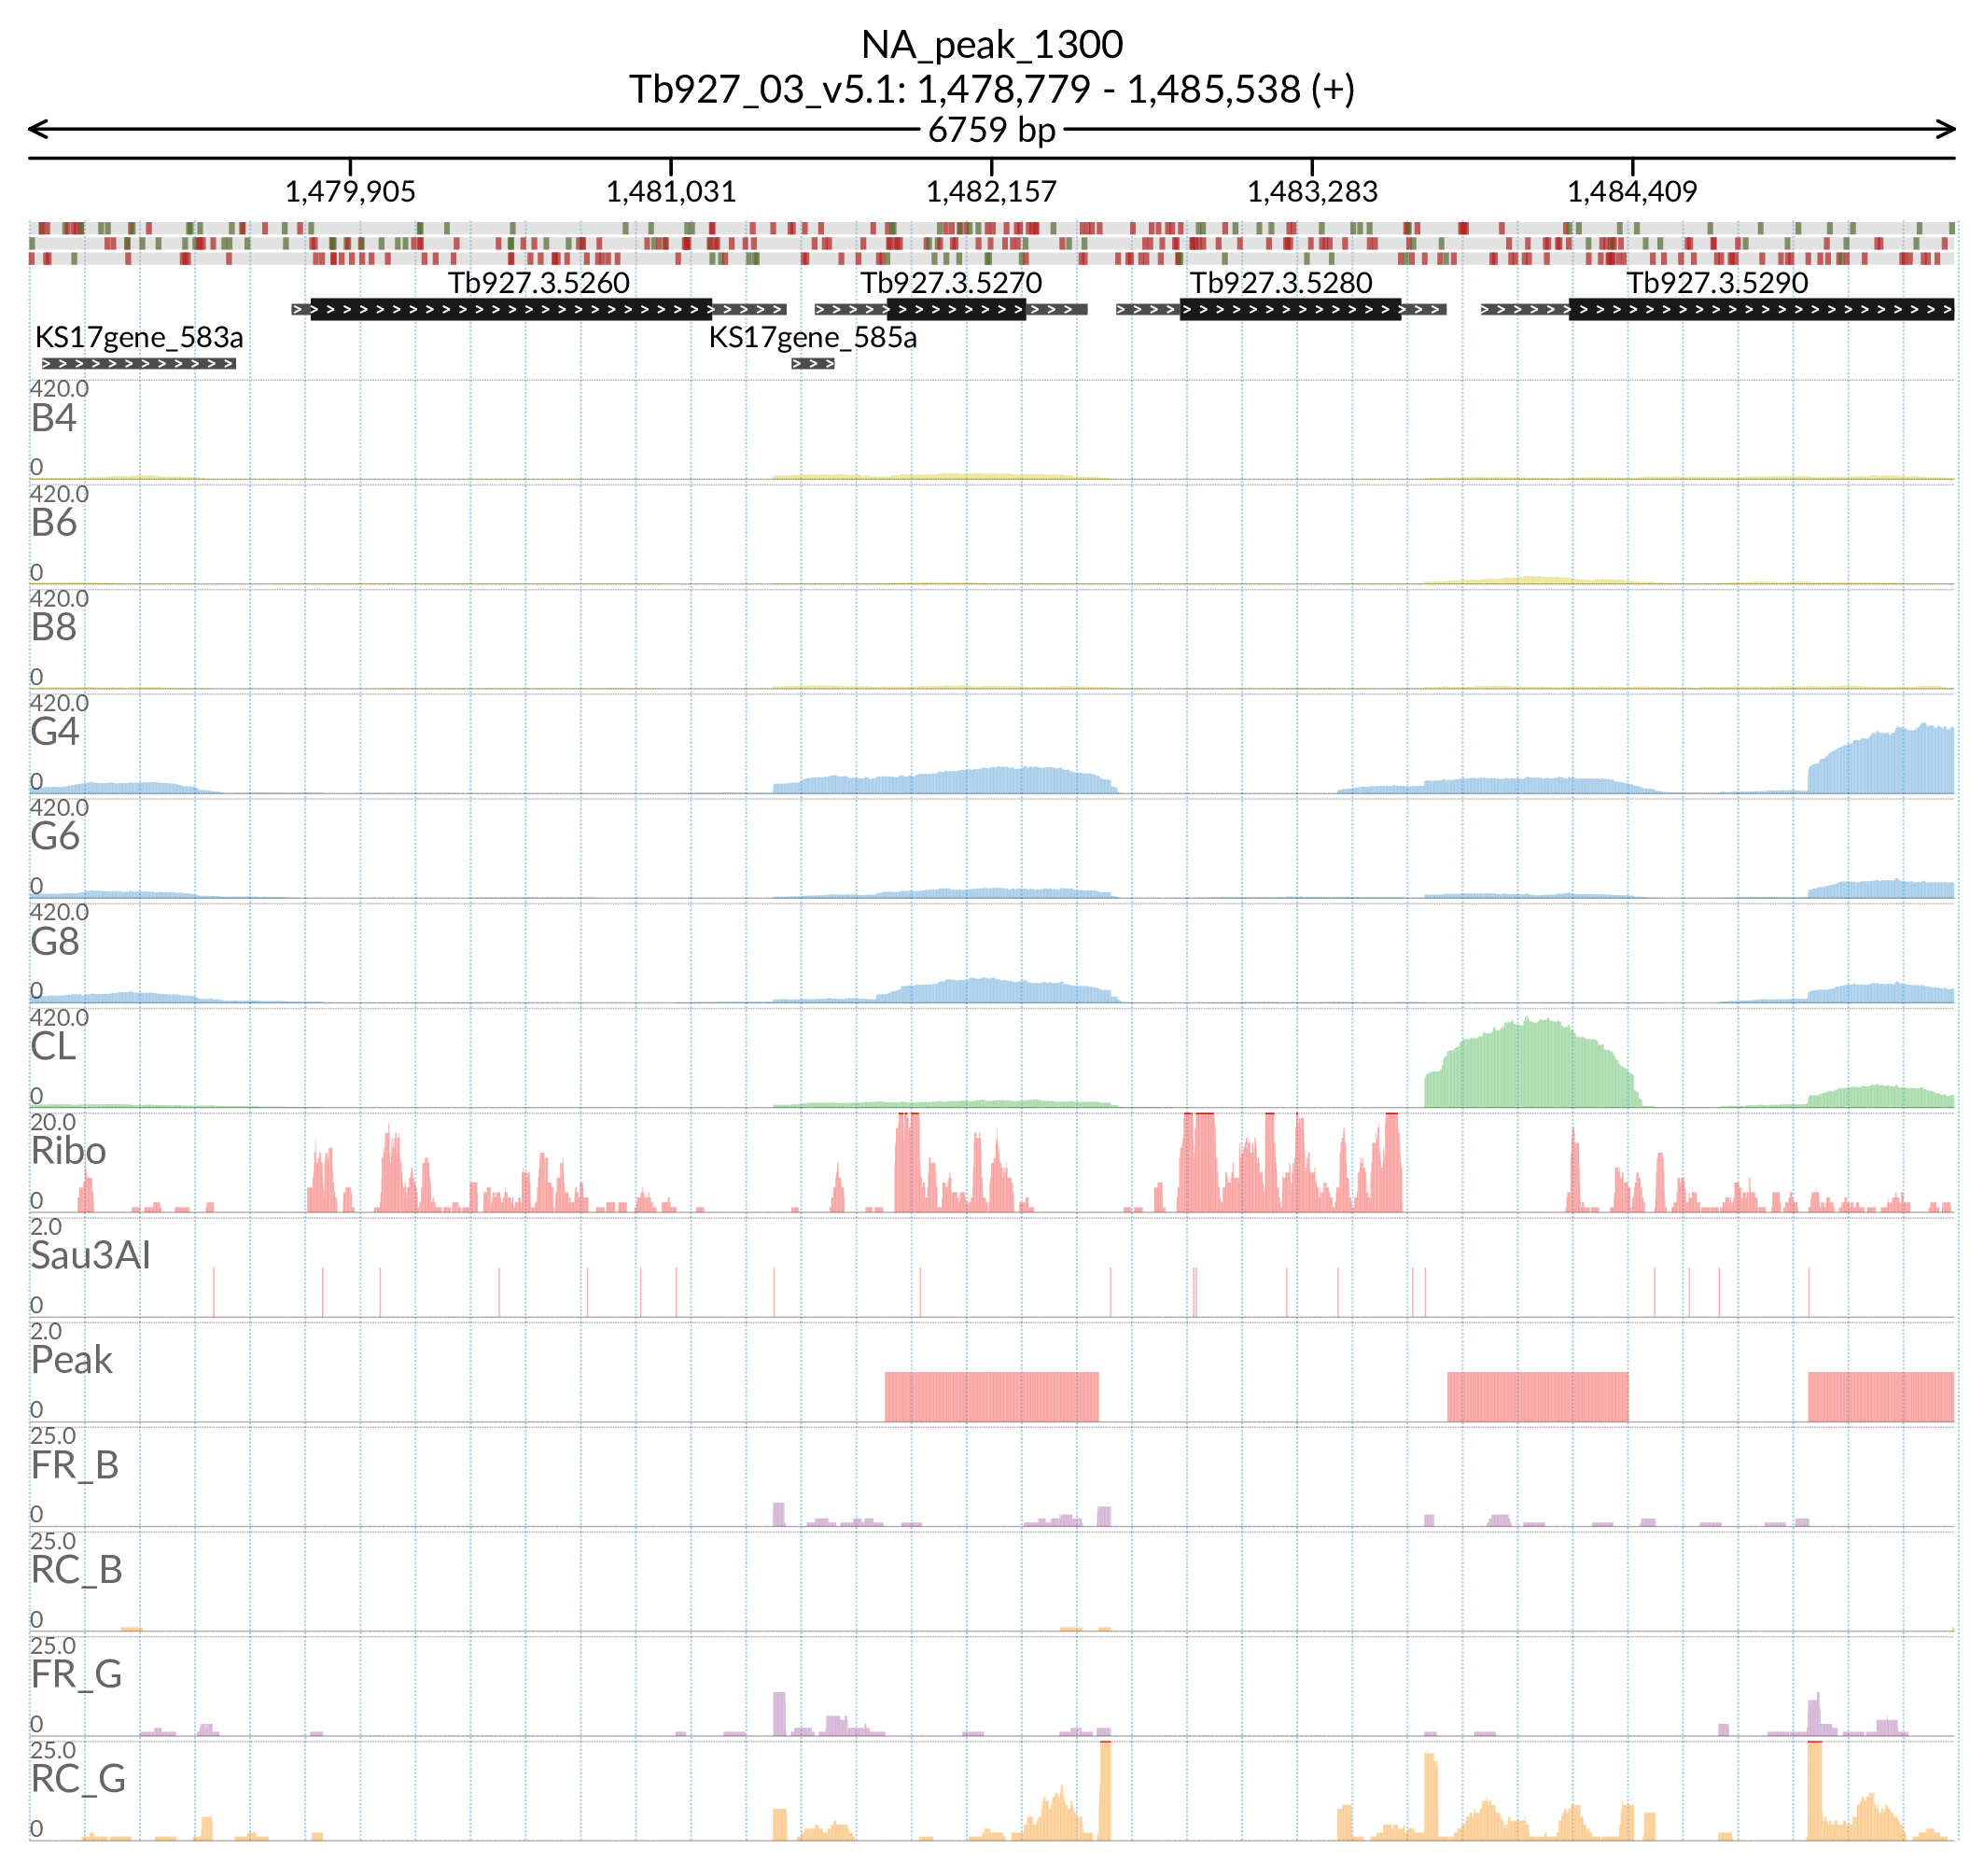 NA_peak_1300
Tb927_03_v5.1: 1,478,779 - 1,485,538 (+)
6759 bp
1,479,905 1,481,031 1,482,157 1,483,283 1,484,409
Tb927.3.5260 Tb927.3.5270 Tb927.3.5280 Tb927.3.5290
KS17gene_583a KS17gene_585a
420.0
B4
0
420.0
B6
0
420.0
B8
0
420.0
G4
0
420.0
G6
0
420.0
G8
0
420.0
CL
0
20.0
Ribo
0
2.0
Sau3AI
0
2.0
Peak
0
25.0
FR_B
0
25.0
RC_B
0
25.0
FR_G
0
25.0
RC_G
0